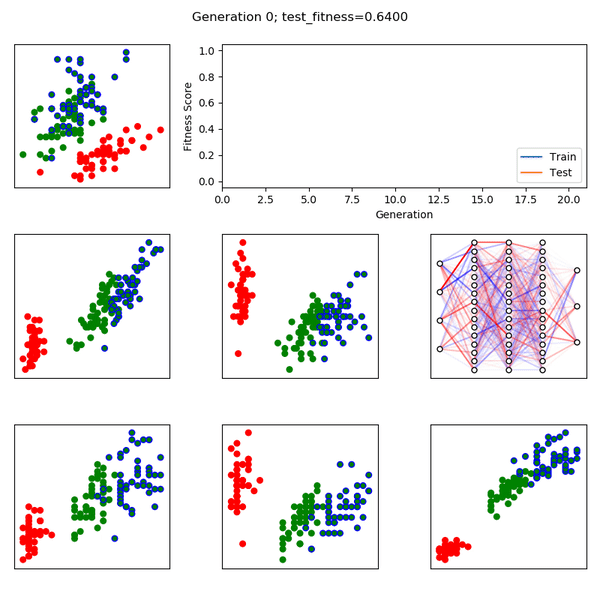 Generation 0; test_fitness=0.6400
Fitness Score
1.0
0.8
0.6
0.4
0.2
0.0
Train
Test
0.0 2.5 5.0 7.5 10.0 12.5 15.0 17.5 20.0
Generation